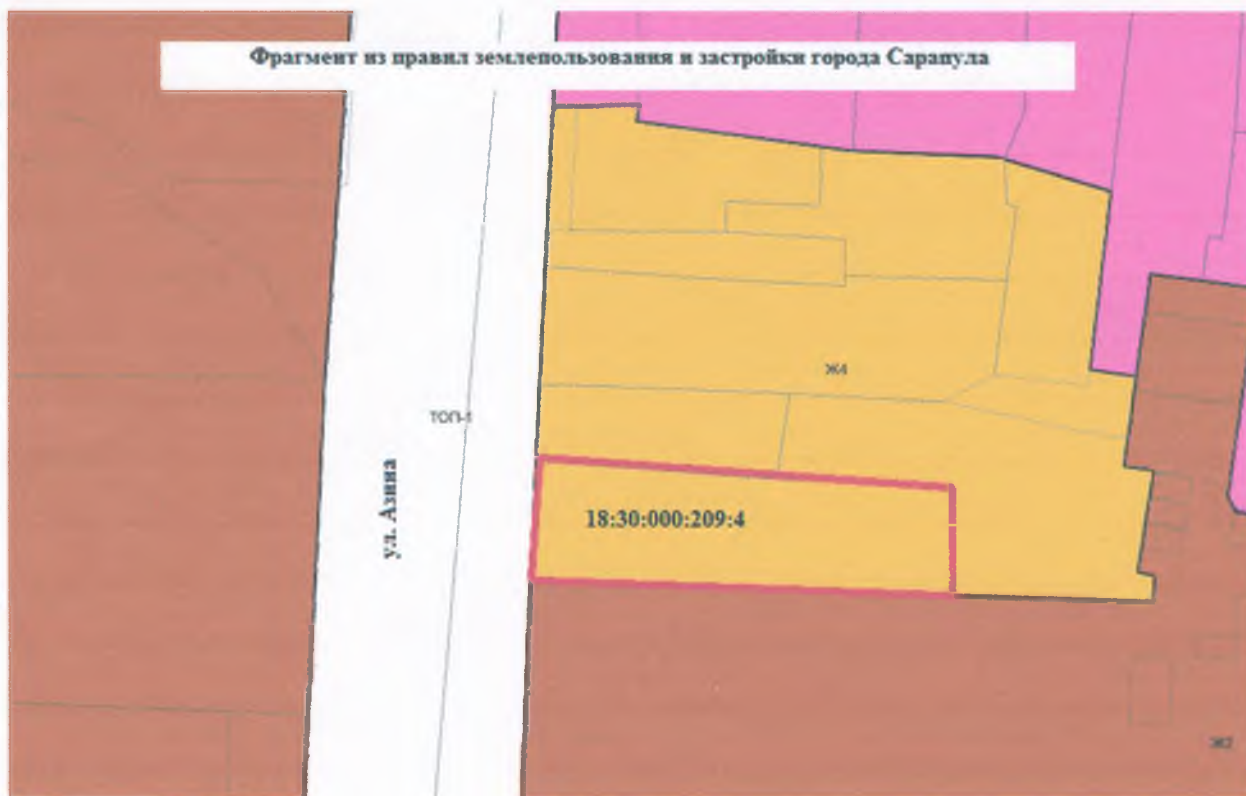 Фрагмент из правил землепользования и застройки города Сарапула
Ж4
ТОП-1
ул. Азина
18:30:000:209:4
Ж2